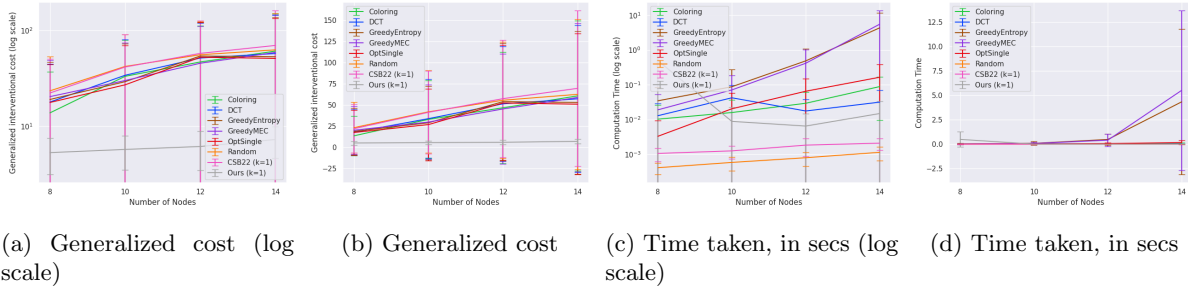 Generalized interventional cost (log scale)
10²
10¹
8
10
12
14
Number of Nodes
Coloring
DCT
GreedyEntropy
GreedyMEC
OptSingle
Random
CSB22 (k=1)
Ours (k=1)
Generalized interventional cost
150
125
100
75
50
25
0
−25
8
10
12
14
Number of Nodes
Coloring
DCT
GreedyEntropy
GreedyMEC
OptSingle
Random
CSB22 (k=1)
Ours (k=1)
Computation Time (log scale)
10¹
10⁰
10⁻¹
10⁻²
10⁻³
8
10
12
14
Number of Nodes
Coloring
DCT
GreedyEntropy
GreedyMEC
OptSingle
Random
CSB22 (k=1)
Ours (k=1)
Computation Time
12.5
10.0
7.5
5.0
2.5
0.0
−2.5
−5.0
8
10
12
14
Number of Nodes
Coloring
DCT
GreedyEntropy
GreedyMEC
OptSingle
Random
CSB22 (k=1)
Ours (k=1)
(a) Generalized cost (log
scale)
(b) Generalized cost
(c) Time taken, in secs (log
scale)
(d) Time taken, in secs